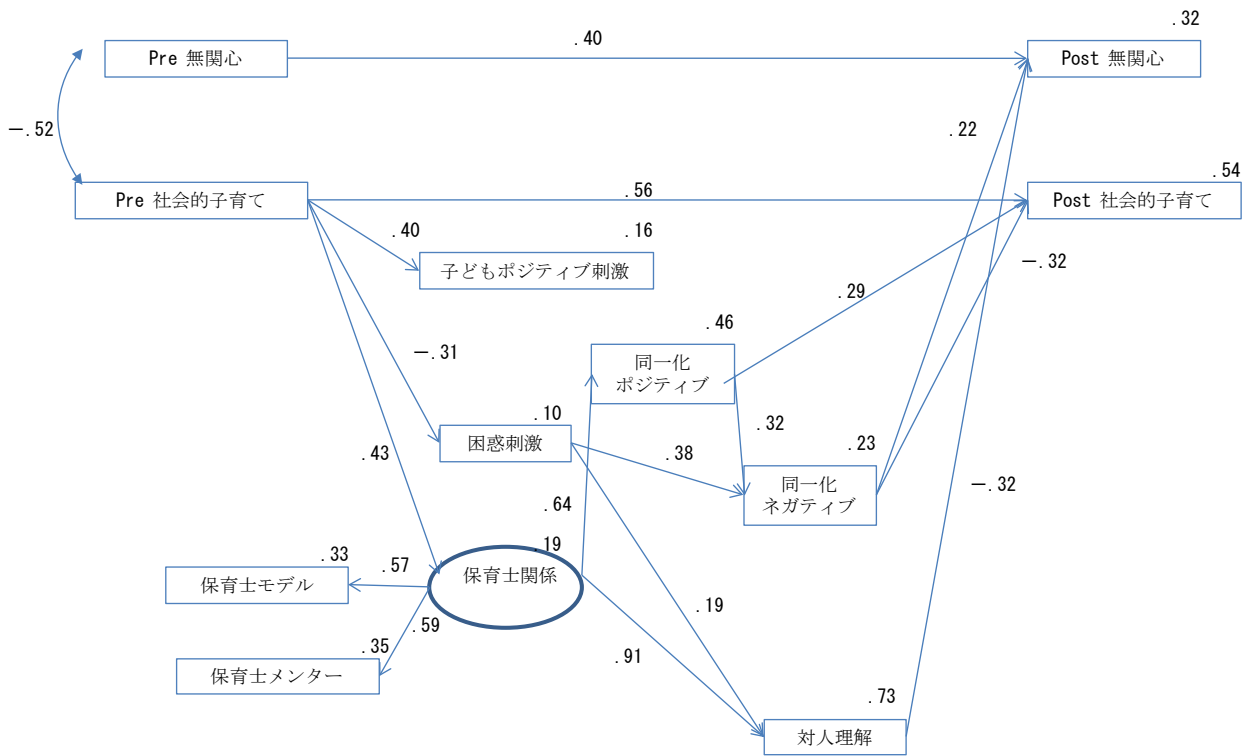 .32
.40
Pre 無関心
Post 無関心
-.52
.22
.54
Pre 社会的子育て
.56
Post 社会的子育て
.40
.16
子どもポジティブ刺激
-.32
.29
.46
-.31
同一化
ポジティブ
.10
.32
困惑刺激
.43
.38
.23
同一化
ネガティブ
-.32
.64
.19
.33
.57
保育士関係
保育士モデル
.19
.59
.35
.91
保育士メンター
.73
対人理解